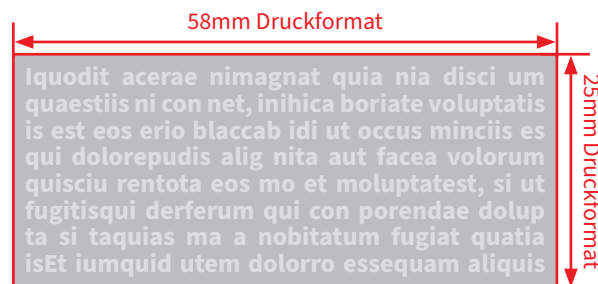 58mm Druckformat
Iquodit acerae nimagnat quia nia disci um
quaestiis ni con net, inihica boriate voluptatis
is est eos erio blaccab idi ut occus minciis es
qui dolorepudis alig nita aut facea volorum
quisciu rentota eos mo et moluptatest, si ut
fugitisqui derferum qui con porendae dolup
ta si taquias ma a nobitatum fugiat quatia
isEt iumquid utem dolorro essequam aliquis
25mm Druckformat